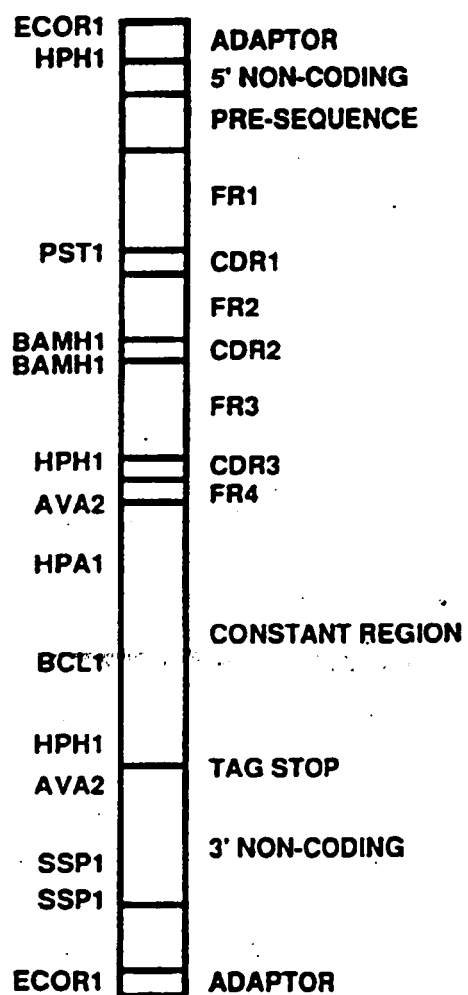 ECOR1
ADAPTOR
HPH1
5' NON-CODING
PRE-SEQUENCE
FR1
PST1
CDR1
FR2
BAMH1
CDR2
BAMH1
FR3
HPH1
CDR3
FR4
AVA2
HPA1
CONSTANT REGION
BCL1
HPH1
TAG STOP
AVA2
3' NON-CODING
SSP1
SSP1
ECOR1
ADAPTOR